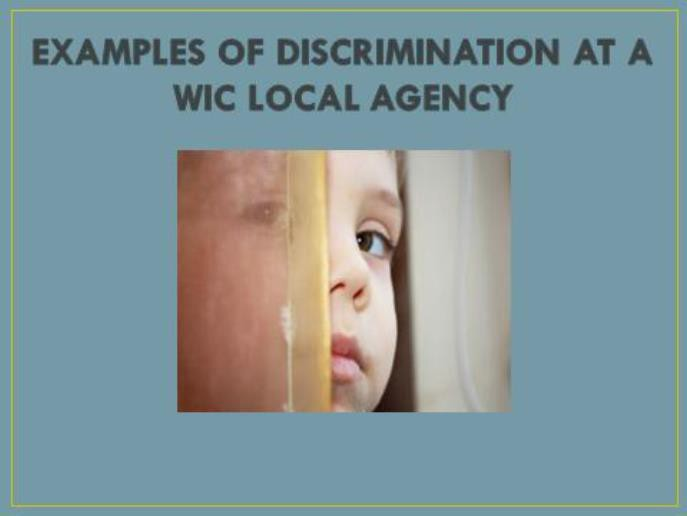 EXAMPLES OF DISCRIMINATION AT A
WIC LOCAL AGENCY